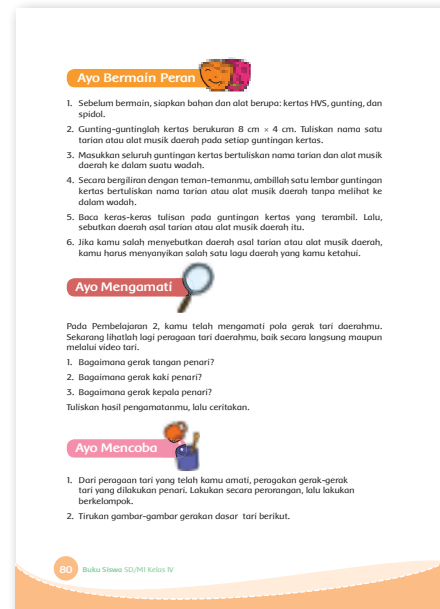 Ayo Bermain Peran
1. Sebelum bermain, siapkan bahan dan alat berupa: kertas HVS, gunting, dan
spidol.
2. Gunting-guntinglah kertas berukuran 8 cm × 4 cm. Tuliskan nama satu
tarian atau alat musik daerah pada setiap guntingan kertas.
3. Masukkan seluruh guntingan kertas bertuliskan nama tarian dan alat musik
daerah ke dalam suatu wadah.
4. Secara bergiliran dengan teman-temanmu, ambillah satu lembar guntingan
kertas bertuliskan nama tarian atau alat musik daerah tanpa melihat ke
dalam wadah.
5. Baca keras-keras tulisan pada guntingan kertas yang terambil. Lalu,
sebutkan daerah asal tarian atau alat musik daerah itu.
6. Jika kamu salah menyebutkan daerah asal tarian atau alat musik daerah,
kamu harus menyanyikan salah satu lagu daerah yang kamu ketahui.
Ayo Mengamati
Pada Pembelajaran 2, kamu telah mengamati pola gerak tari daerahmu.
Sekarang lihatlah lagi peragaan tari daerahmu, baik secara langsung maupun
melalui video tari.
1. Bagaimana gerak tangan penari?
2. Bagaimana gerak kaki penari?
3. Bagaimana gerak kepala penari?
Tuliskan hasil pengamatanmu, lalu ceritakan.
Ayo Mencoba
1. Dari peragaan tari yang telah kamu amati, peragakan gerak-gerak
tari yang dilakukan penari. Lakukan secara perorangan, lalu lakukan
berkelompok.
2. Tirukan gambar-gambar gerakan dasar tari berikut.
80 Buku Siswa SD/MI Kelas IV